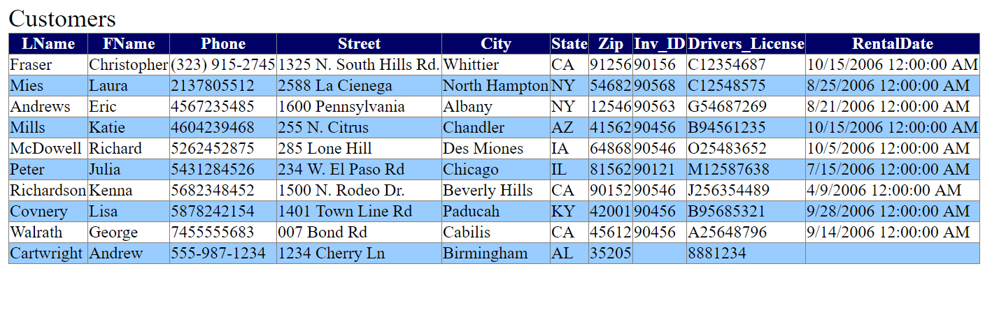 Customers
LName FName Phone Street City State Zip Inv_ID Drivers_License RentalDate
Fraser Christopher (323) 915-2745 1325 N. South Hills Rd. Whittier CA 91256 90156 C12354687 10/15/2006 12:00:00 AM
Mies Laura 2137805512 2588 La Cienega North Hampton NY 54682 90568 C12548575 8/25/2006 12:00:00 AM
Andrews Eric 4567235485 1600 Pennsylvania Albany NY 12546 90563 G54687269 8/21/2006 12:00:00 AM
Mills Katie 4604239468 255 N. Citrus Chandler AZ 41562 90456 B94561235 10/15/2006 12:00:00 AM
McDowell Richard 5262452875 285 Lone Hill Des Miones IA 64868 90546 O25483652 10/5/2006 12:00:00 AM
Peter Julia 5431284526 234 W. El Paso Rd Chicago IL 81562 90121 M12587638 7/15/2006 12:00:00 AM
Richardson Kenna 5682348452 1500 N. Rodeo Dr. Beverly Hills CA 90152 90546 J256354489 4/9/2006 12:00:00 AM
Covnery Lisa 5878242154 1401 Town Line Rd Paducah KY 42001 90456 B95685321 9/28/2006 12:00:00 AM
Walrath George 7455555683 007 Bond Rd Cabilis CA 45612 90456 A25648796 9/14/2006 12:00:00 AM
Cartwright Andrew 555-987-1234 1234 Cherry Ln Birmingham AL 35205 8881234